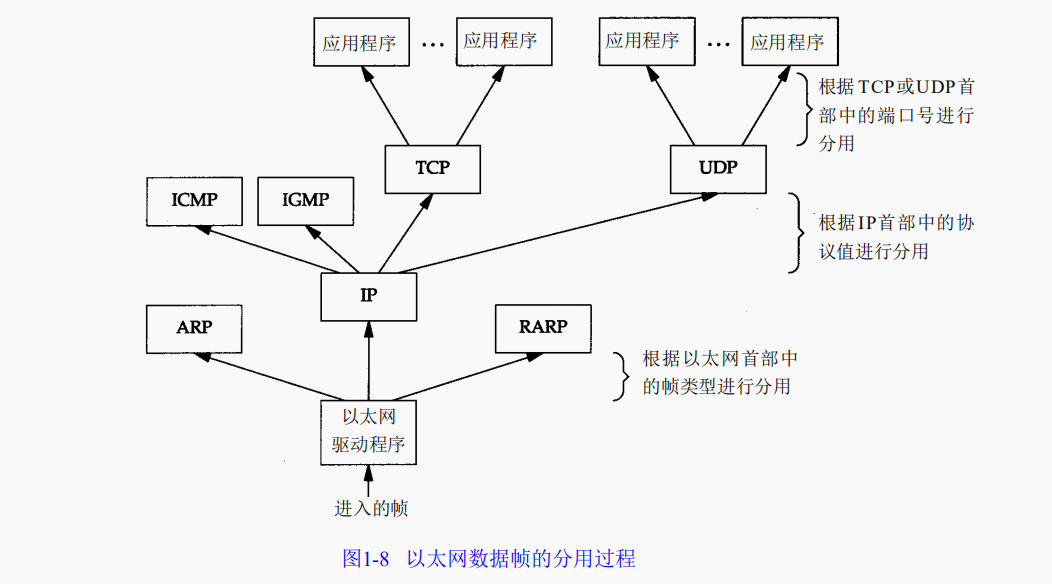 应用程序 … 应用程序 应用程序 … 应用程序
根据TCP或UDP首
部中的端口号进行
分用
TCP UDP
ICMP IGMP
根据IP首部中的协
议值进行分用
IP
ARP RARP
根据以太网首部中
的帧类型进行分用
以太网
驱动程序
进入的帧
图1-8 以太网数据帧的分用过程